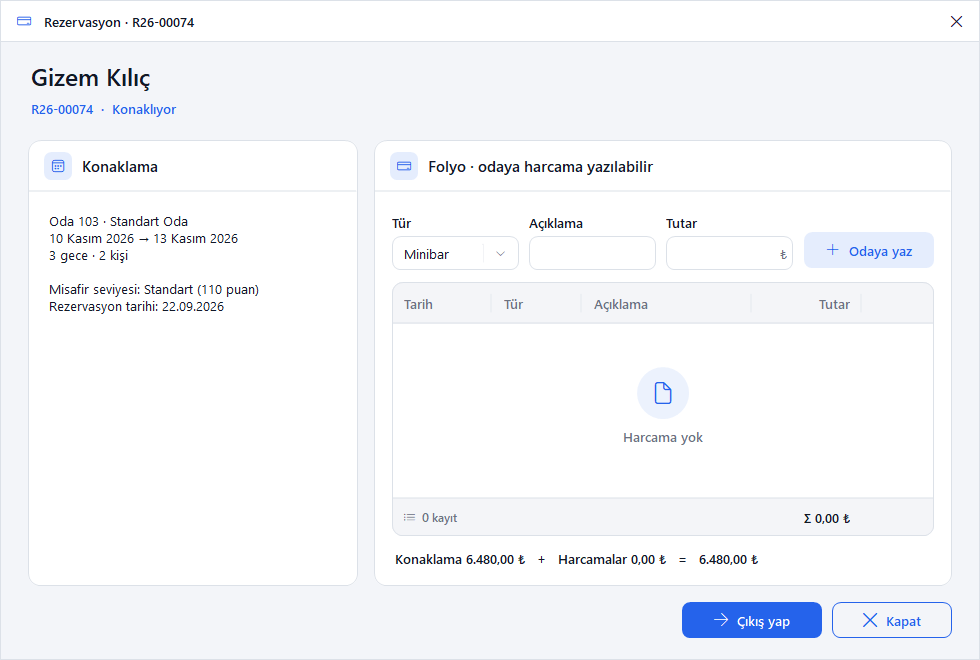 Rezervasyon · R26-00074
Gizem Kılıç
R26-00074 · Konaklıyor
Konaklama
Oda 103 · Standart Oda
10 Kasım 2026 → 13 Kasım 2026
3 gece · 2 kişi
Misafir seviyesi: Standart (110 puan)
Rezervasyon tarihi: 22.09.2026
Folyo · odaya harcama yazılabilir
Tür Açıklama Tutar
Minibar ₺ Odaya yaz
Tarih Tür Açıklama Tutar
Harcama yok
0 kayıt Σ 0,00 ₺
Konaklama 6.480,00 ₺ + Harcamalar 0,00 ₺ = 6.480,00 ₺
Çıkış yap Kapat